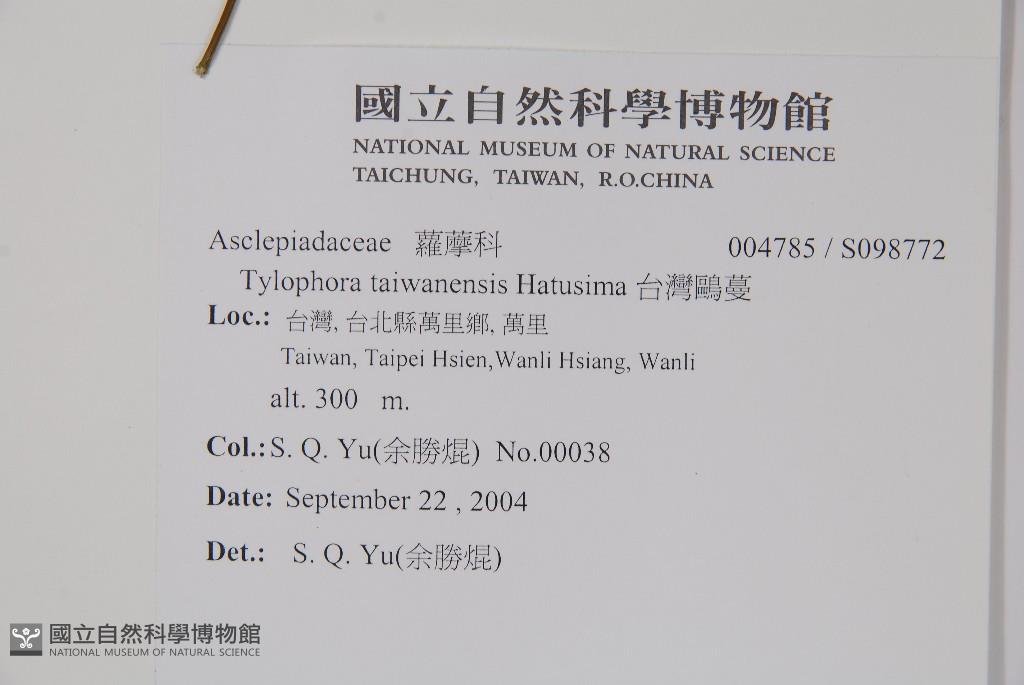 國立自然科學博物館
NATIONAL MUSEUM OF NATURAL SCIENCE
TAICHUNG, TAIWAN, R.O.CHINA
Asclepiadaceae 蘿藦科 004785 / S098772
Tylophora taiwanensis Hatusima 台灣鷗蔓
Loc.: 台灣, 台北縣萬里鄉, 萬里
Taiwan, Taipei Hsien,Wanli Hsiang, Wanli
alt. 300 m.
Col.: S. Q. Yu(余勝焜) No.00038
Date: September 22 , 2004
Det.: S. Q. Yu(余勝焜)
國立自然科學博物館
NATIONAL MUSEUM OF NATURAL SCIENCE